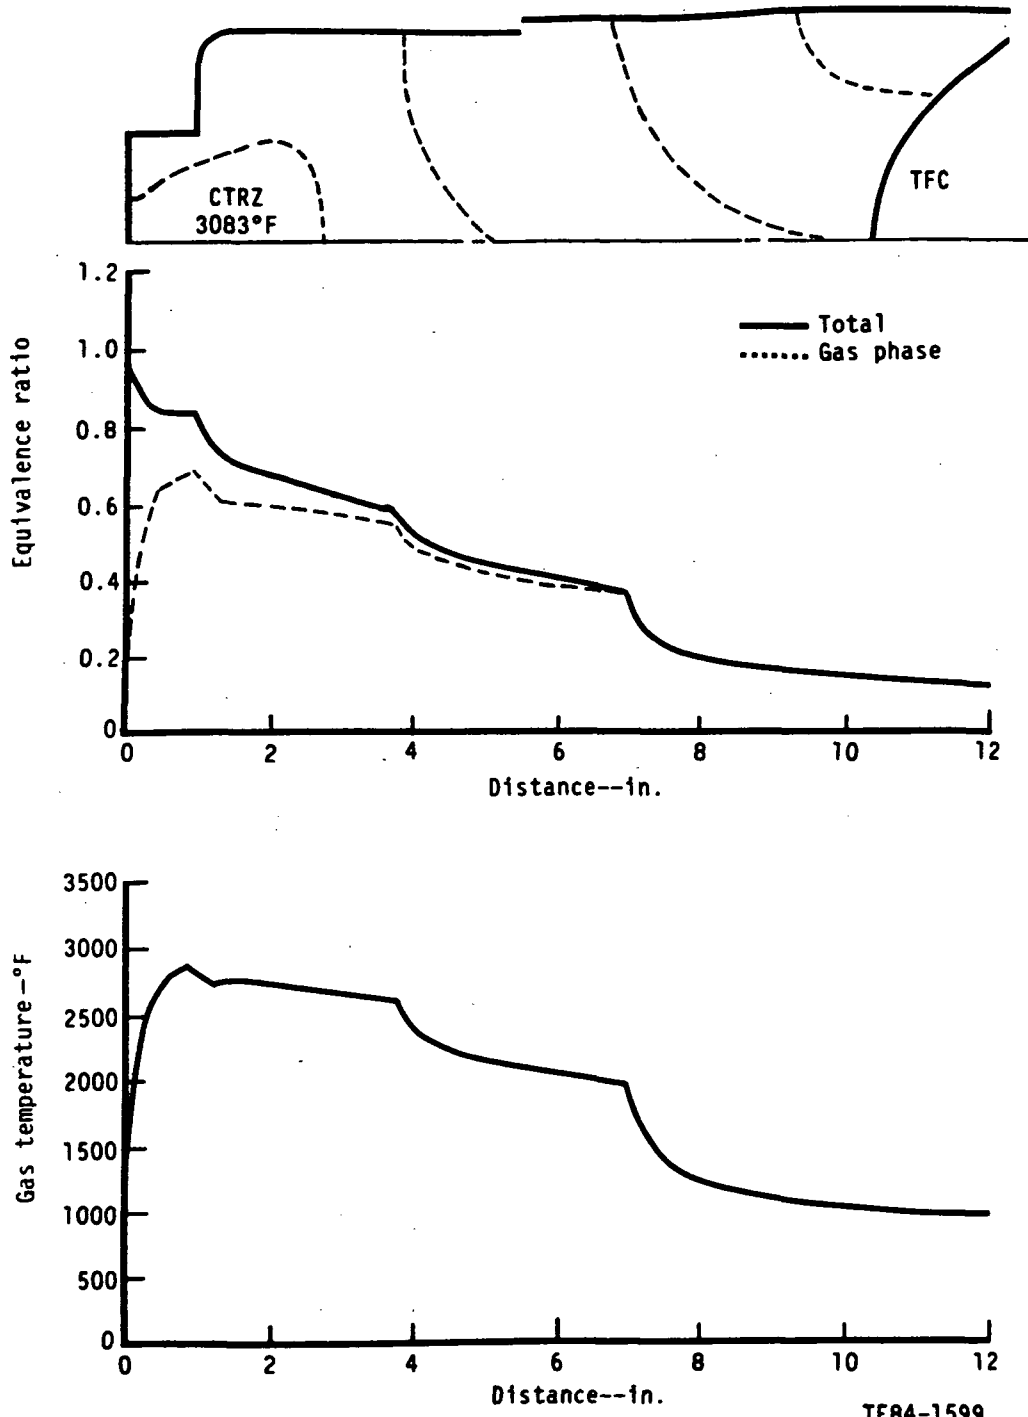 CTRZ
3083°F
TFC
1.2
1.0
0.8
0.6
0.4
0.2
0
Equivalence ratio
Total
Gas phase
0 2 4 6 8 10 12
Distance--in.
3500
3000
2500
2000
1500
1000
500
0
Gas temperature-°F
0 2 4 6 8 10 12
Distance--in.
TE84-1599